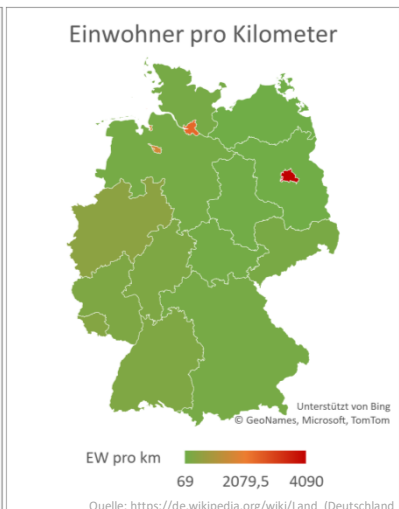 Einwohner pro Kilometer
Unterstützt von Bing
© GeoNames, Microsoft, TomTom
EW pro km
69 2079,5 4090
Quelle: https://de.wikipedia.org/wiki/Land_(Deutschland